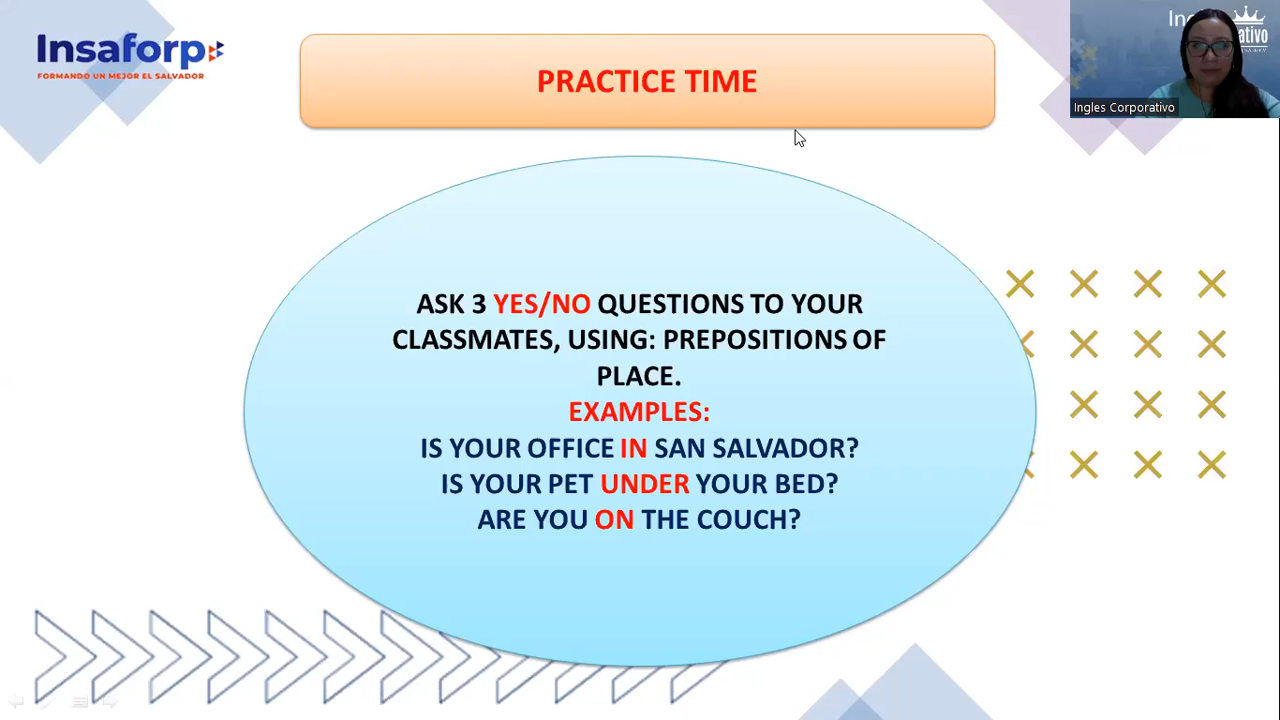 Insaforp
FORMANDO UN MEJOR EL SALVADOR
PRACTICE TIME
Ingles Corporativo
ASK 3 YES/NO QUESTIONS TO YOUR
CLASSMATES, USING: PREPOSITIONS OF
PLACE.
EXAMPLES:
IS YOUR OFFICE IN SAN SALVADOR?
IS YOUR PET UNDER YOUR BED?
ARE YOU ON THE COUCH?